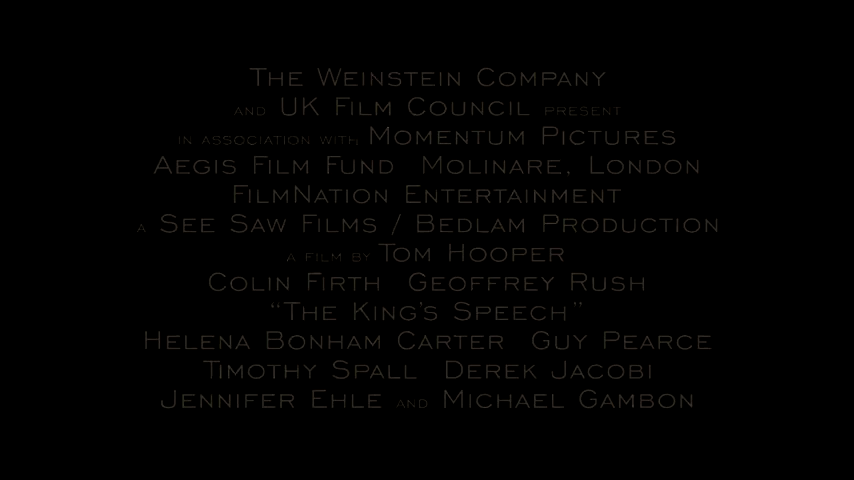 The Weinstein Company
and UK Film Council present
in association with Momentum Pictures
Aegis Film Fund Molinare, London
FilmNation Entertainment
a See Saw Films / Bedlam Production
a film by Tom Hooper
Colin Firth Geoffrey Rush
“The King’s Speech”
Helena Bonham Carter Guy Pearce
Timothy Spall Derek Jacobi
Jennifer Ehle and Michael Gambon